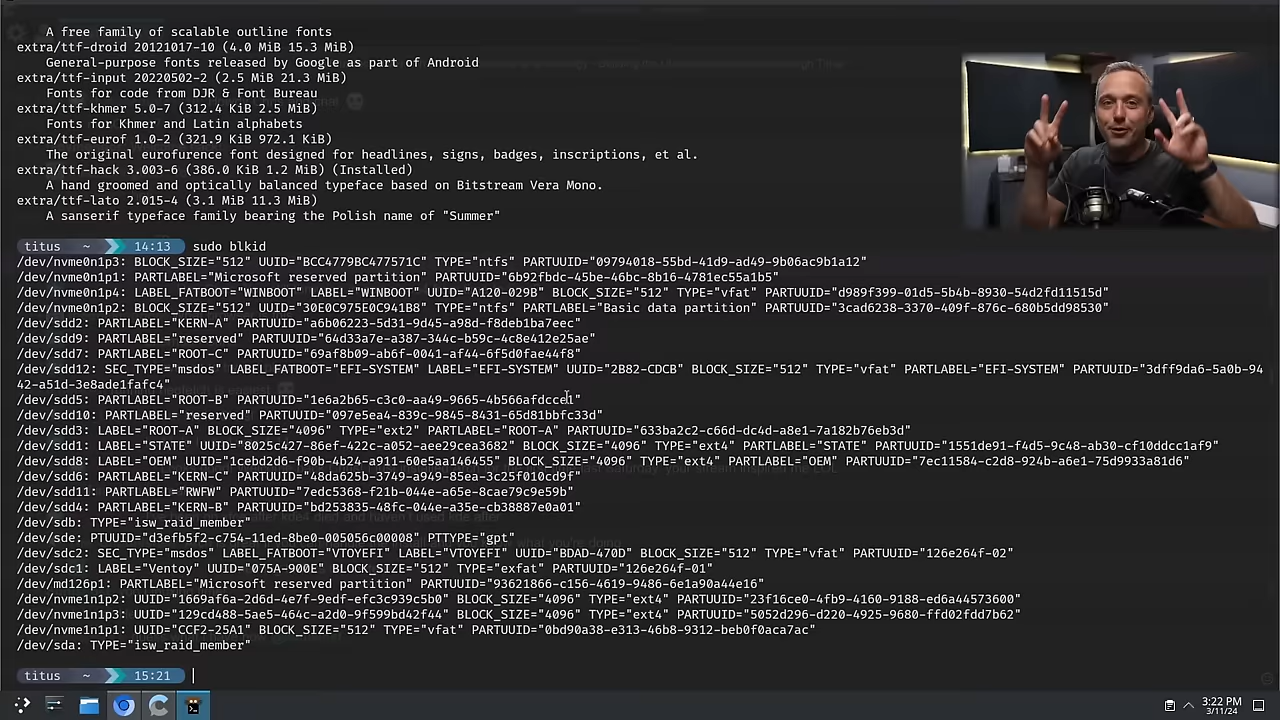 A free family of scalable outline fonts
extra/ttf-droid 20121017-10 (4.0 MiB 15.3 MiB)
General-purpose fonts released by Google as part of Android
extra/ttf-input 20220502-2 (2.5 MiB 21.3 MiB)
Fonts for code from DJR & Font Bureau
extra/ttf-khmer 5.0-7 (312.4 KiB 2.5 MiB)
Fonts for Khmer and Latin alphabets
extra/ttf-eurof 1.0-2 (321.9 KiB 972.1 KiB)
The original eurofurence font designed for headlines, signs, badges, inscriptions, et al.
extra/ttf-hack 3.003-6 (386.0 KiB 1.2 MiB) (Installed)
A hand groomed and optically balanced typeface based on Bitstream Vera Mono.
extra/ttf-lato 2.015-4 (3.1 MiB 11.3 MiB)
A sanserif typeface family bearing the Polish name of "Summer"
titus ~ 14:13 sudo blkid
/dev/nvme0n1p3: BLOCK_SIZE="512" UUID="BCC4779BC477571C" TYPE="ntfs" PARTUUID="09794018-55bd-41d9-ad49-9b06ac9b1a12"
/dev/nvme0n1p1: PARTLABEL="Microsoft reserved partition" PARTUUID="6b92fbdc-45be-46bc-8b16-4781ec55a1b5"
/dev/nvme0n1p4: LABEL_FATBOOT="WINBOOT" LABEL="WINBOOT" UUID="A120-029B" BLOCK_SIZE="512" TYPE="vfat" PARTUUID="d989f399-01d5-5b4b-8930-54d2fd11515d"
/dev/nvme0n1p2: BLOCK_SIZE="512" UUID="30E0C975E0C941B8" TYPE="ntfs" PARTLABEL="Basic data partition" PARTUUID="3cad6238-3370-409f-876c-680b5dd98530"
/dev/sdd2: PARTLABEL="KERN-A" PARTUUID="a6b06223-5d31-9d45-a98d-f8deb1ba7eec"
/dev/sdd9: PARTLABEL="reserved" PARTUUID="64d33a7e-a387-344c-b59c-4c8e412e25ae"
/dev/sdd7: PARTLABEL="ROOT-C" PARTUUID="69af8b09-ab6f-0041-af44-6f5d0fae44f8"
/dev/sdd12: SEC_TYPE="msdos" LABEL_FATBOOT="EFI-SYSTEM" LABEL="EFI-SYSTEM" UUID="2B82-CDCB" BLOCK_SIZE="512" TYPE="vfat" PARTLABEL="EFI-SYSTEM" PARTUUID="3dff9da6-5a0b-94
42-a51d-3e8ade1fafc4"
/dev/sdd5: PARTLABEL="ROOT-B" PARTUUID="1e6a2b65-c3c0-aa49-9665-4b566afdcce1"
/dev/sdd10: PARTLABEL="reserved" PARTUUID="097e5ea4-839c-9845-8431-65d81bbfc33d"
/dev/sdd3: LABEL="ROOT-A" BLOCK_SIZE="4096" TYPE="ext2" PARTLABEL="ROOT-A" PARTUUID="633ba2c2-c66d-dc4d-a8e1-7a182b76eb3d"
/dev/sdd1: LABEL="STATE" UUID="8025c427-86ef-422c-a052-aee29cea3682" BLOCK_SIZE="4096" TYPE="ext4" PARTLABEL="STATE" PARTUUID="1551de91-f4d5-9c48-ab30-cf10ddcc1af9"
/dev/sdd8: LABEL="OEM" UUID="1cebd2d6-f90b-4b24-a911-60e5aa146455" BLOCK_SIZE="4096" TYPE="ext4" PARTLABEL="OEM" PARTUUID="7ec11584-c2d8-924b-a6e1-75d9933a81d6"
/dev/sdd6: PARTLABEL="KERN-C" PARTUUID="48da625b-3749-a949-85ea-3c25f010cd9f"
/dev/sdd11: PARTLABEL="RWFW" PARTUUID="7edc5368-f21b-044e-a65e-8cae79c9e59b"
/dev/sdd4: PARTLABEL="KERN-B" PARTUUID="bd253835-48fc-044e-a35e-cb38887e0a01"
/dev/sdb: TYPE="isw_raid_member"
/dev/sde: PTUUID="d3efb5f2-c754-11ed-8be0-005056c00008" PTTYPE="gpt"
/dev/sdc2: SEC_TYPE="msdos" LABEL_FATBOOT="VTOYEFI" LABEL="VTOYEFI" UUID="BDAD-470D" BLOCK_SIZE="512" TYPE="vfat" PARTUUID="126e264f-02"
/dev/sdc1: LABEL="Ventoy" UUID="075A-900E" BLOCK_SIZE="512" TYPE="exfat" PARTUUID="126e264f-01"
/dev/md126p1: PARTLABEL="Microsoft reserved partition" PARTUUID="93621866-c156-4619-9486-6e1a90a44e16"
/dev/nvme1n1p2: UUID="1669af6a-2d6d-4e7f-9edf-efc3c939c5b0" BLOCK_SIZE="4096" TYPE="ext4" PARTUUID="23f16ce0-4fb9-4160-9188-ed6a44573600"
/dev/nvme1n1p3: UUID="129cd488-5ae5-464c-a2d0-9f599bd42f44" BLOCK_SIZE="4096" TYPE="ext4" PARTUUID="5052d296-d220-4925-9680-ffd02fdd7b62"
/dev/nvme1n1p1: UUID="CCF2-25A1" BLOCK_SIZE="512" TYPE="vfat" PARTUUID="0bd90a38-e313-46b8-9312-beb0f0aca7ac"
/dev/sda: TYPE="isw_raid_member"
titus ~ 15:21
3:22 PM
3/11/24